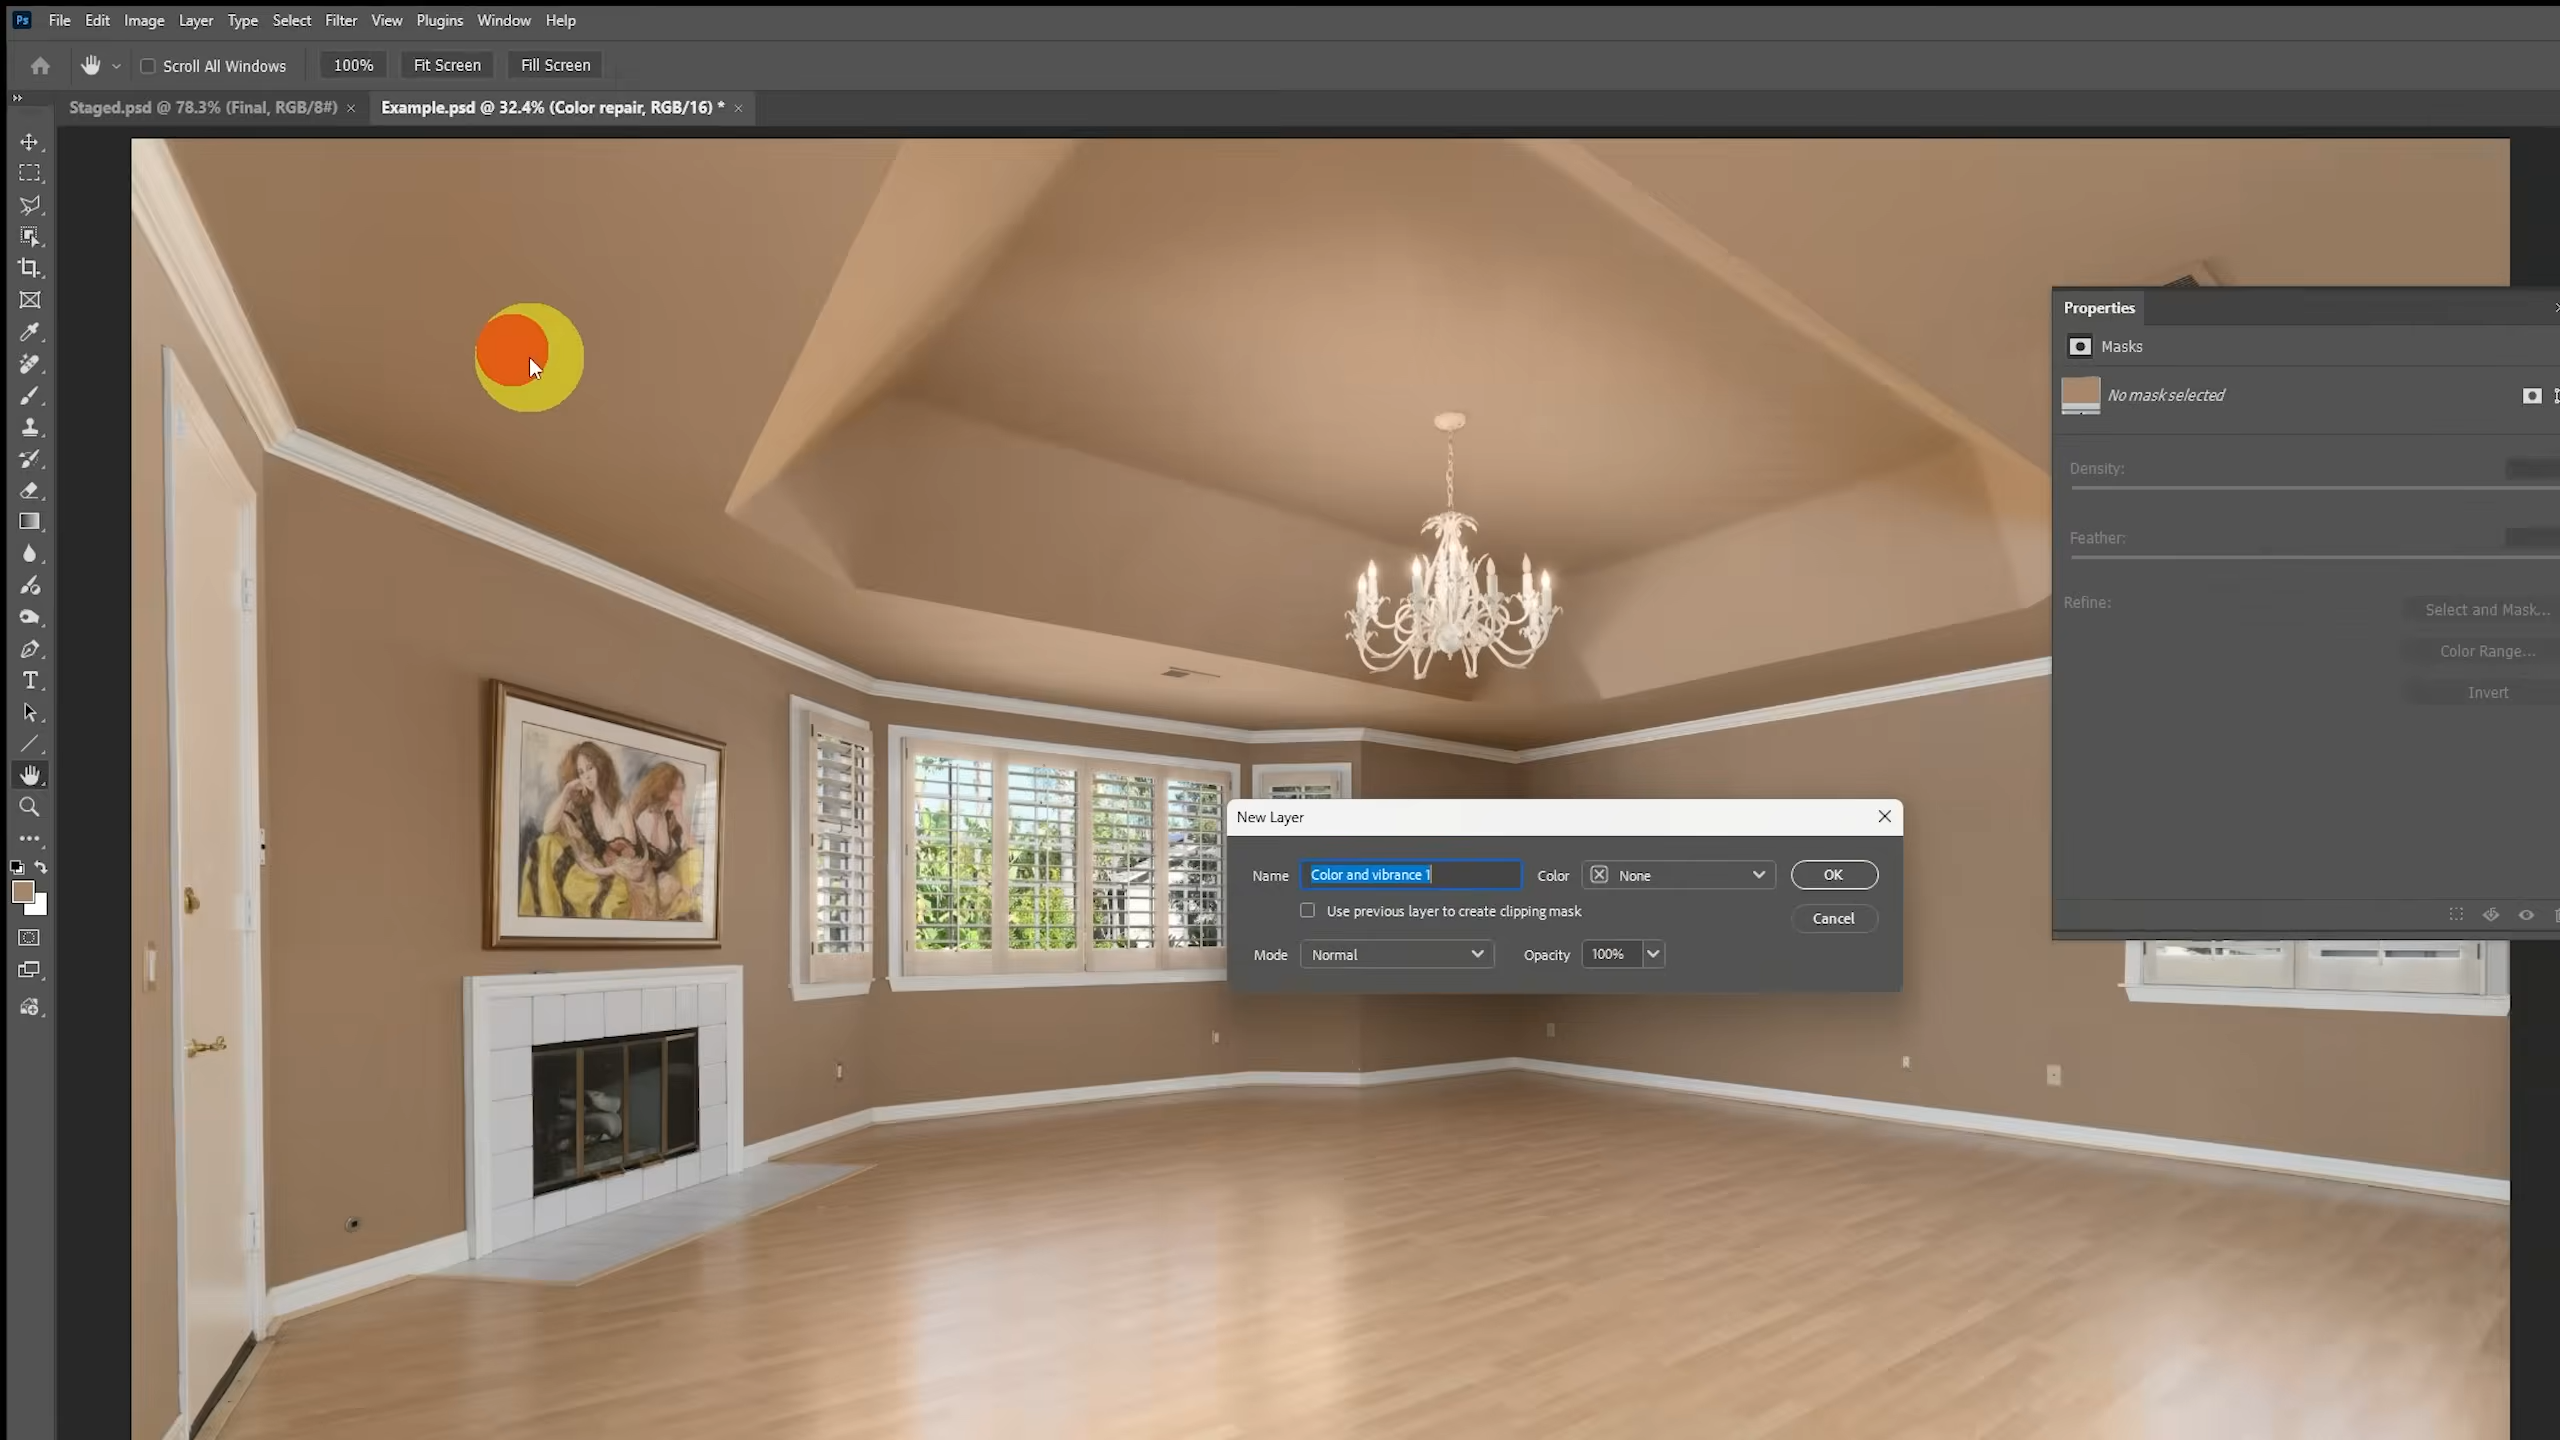 Ps File Edit Image Layer Type Select Filter View Plugins Window Help
Scroll All Windows 100% Fit Screen Fill Screen
Staged.psd @ 78.3% (Final, RGB/8#) × Example.psd @ 32.4% (Color repair, RGB/16) * ×
Properties
Masks
No mask selected
Density:
Feather:
Refine:
Select and Mask...
Color Range...
Invert
New Layer
Name Color and vibrance 1 Color None OK
Use previous layer to create clipping mask
Cancel
Mode Normal Opacity 100%